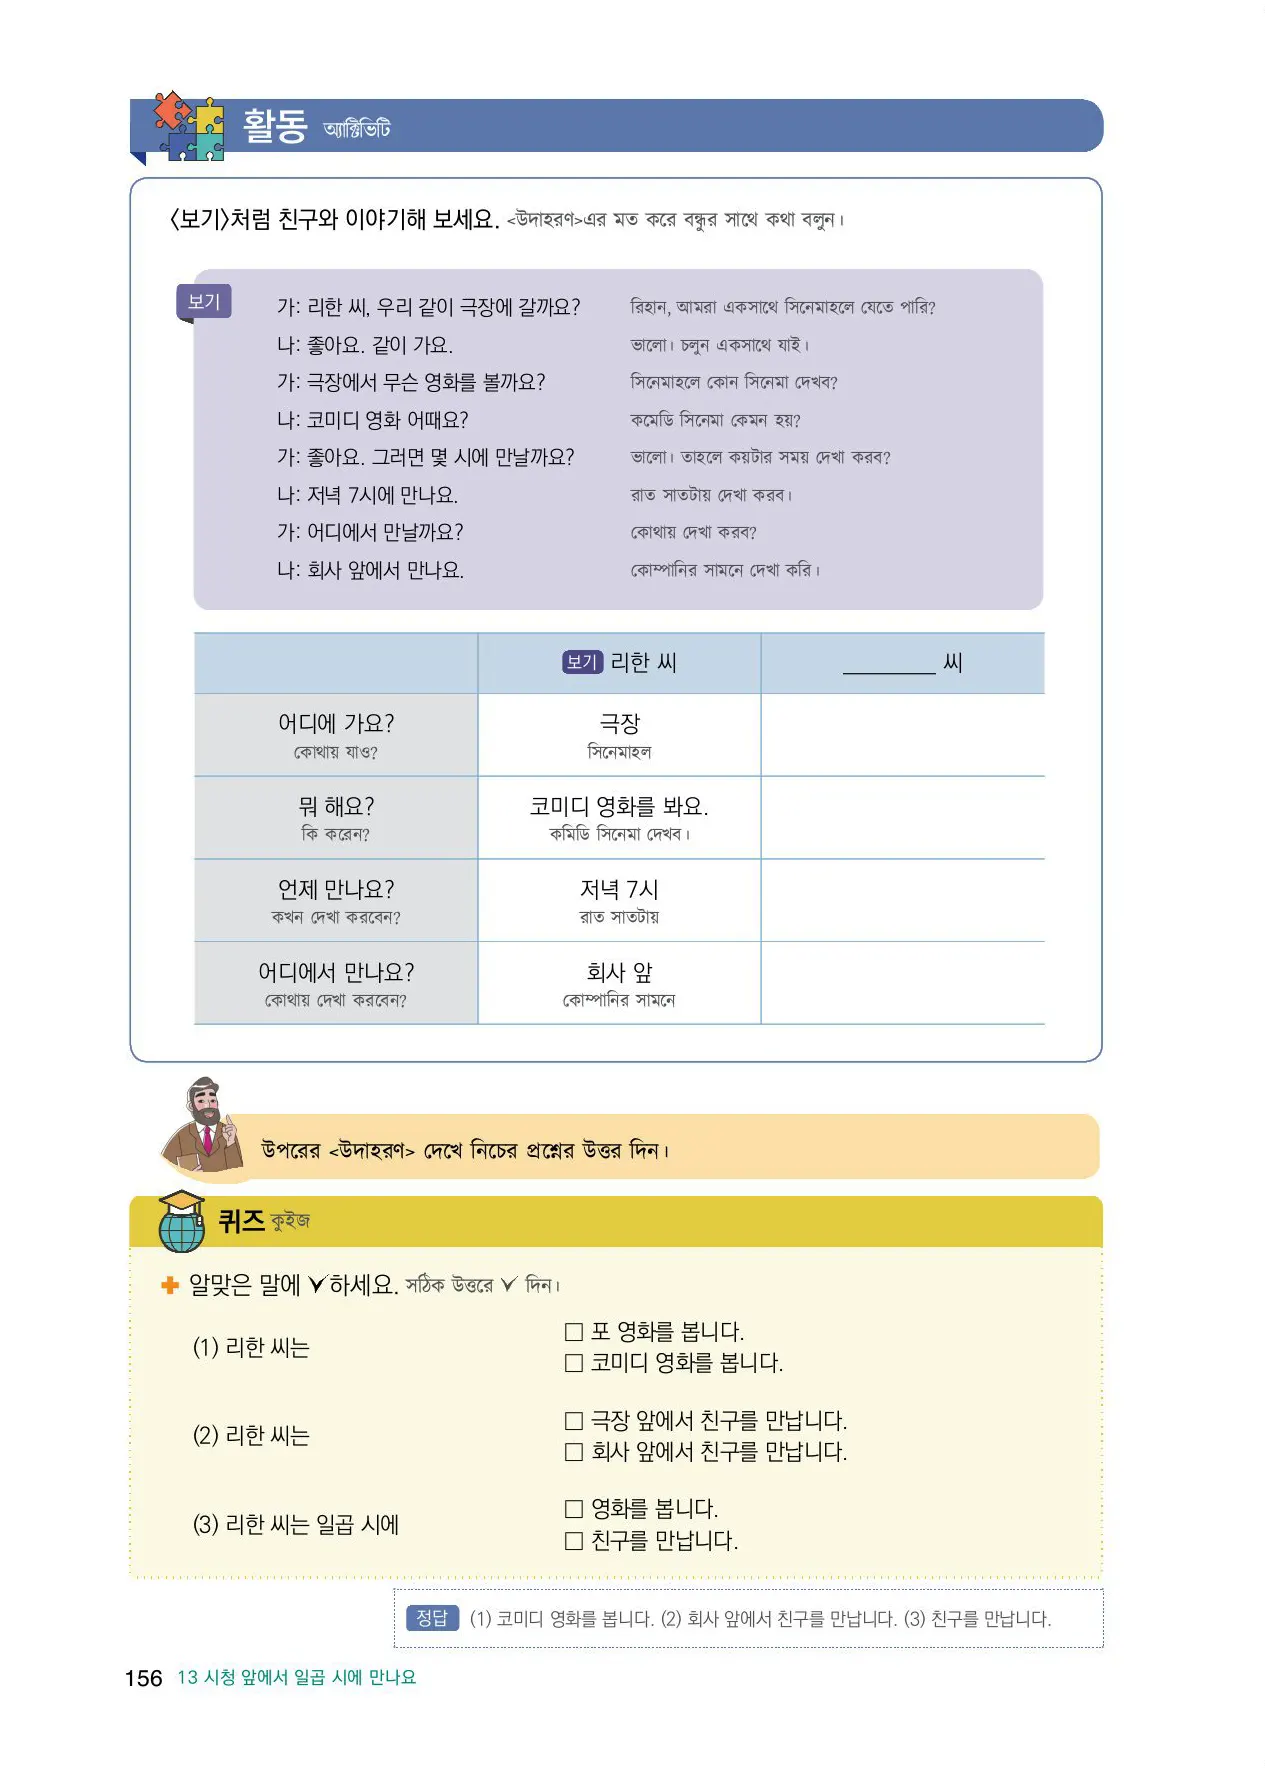 활동 অ্যাক্টিভিটি
<보기>처럼 친구와 이야기해 보세요. <উদাহরণ>এর মত করে বন্ধুর সাথে কথা বলুন।
보기
가: 리한 씨, 우리 같이 극장에 갈까요? রিহান, আমরা একসাথে সিনেমাহলে যেতে পারি?
나: 좋아요. 같이 가요. ভালো। চলুন একসাথে যাই।
가: 극장에서 무슨 영화를 볼까요? সিনেমাহলে কোন সিনেমা দেখব?
나: 코미디 영화 어때요? কমেডি সিনেমা কেমন হয়?
가: 좋아요. 그러면 몇 시에 만날까요? ভালো। তাহলে কয়টার সময় দেখা করব?
나: 저녁 7시에 만나요. রাত সাতটায় দেখা করব।
가: 어디에서 만날까요? কোথায় দেখা করব?
나: 회사 앞에서 만나요. কোম্পানির সামনে দেখা করি।
보기 리한 씨 ________ 씨
어디에 가요? 극장
কোথায় যাও? সিনেমাহল
뭐 해요? 코미디 영화를 봐요.
কি করেন? কমিডি সিনেমা দেখব।
언제 만나요? 저녁 7시
কখন দেখা করবেন? রাত সাতটায়
어디에서 만나요? 회사 앞
কোথায় দেখা করবেন? কোম্পানির সামনে
উপরের <উদাহরণ> দেখে নিচের প্রশ্নের উত্তর দিন।
퀴즈 কুইজ
알맞은 말에 ✓하세요. সঠিক উত্তরে ✓ দিন।
(1) 리한 씨는
□ 포 영화를 봅니다.
□ 코미디 영화를 봅니다.
(2) 리한 씨는
□ 극장 앞에서 친구를 만납니다.
□ 회사 앞에서 친구를 만납니다.
(3) 리한 씨는 일곱 시에
□ 영화를 봅니다.
□ 친구를 만납니다.
정답 (1) 코미디 영화를 봅니다. (2) 회사 앞에서 친구를 만납니다. (3) 친구를 만납니다.
156 13 시청 앞에서 일곱 시에 만나요